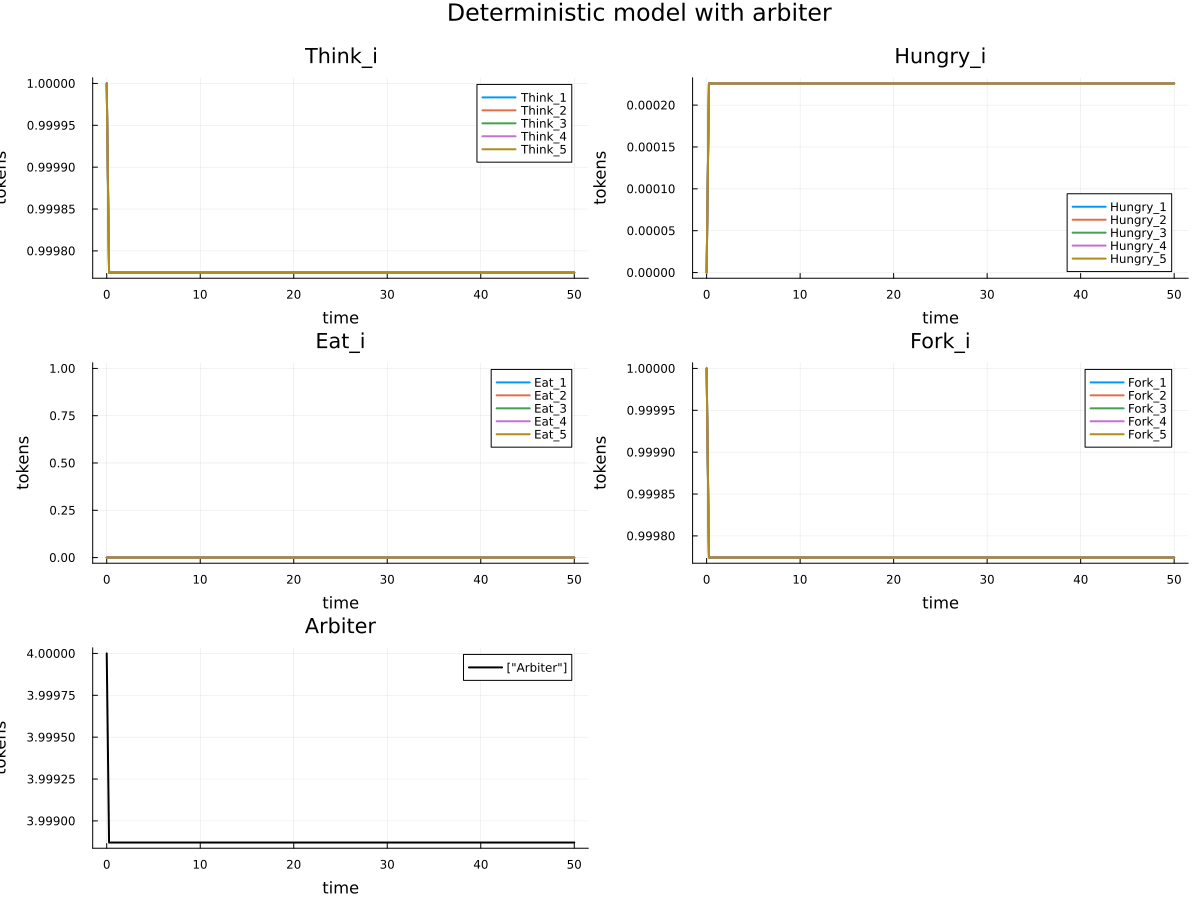 Deterministic model with arbiter
Think_i
tokens
1.00000
0.99995
0.99990
0.99985
0.99980
Think_1
Think_2
Think_3
Think_4
Think_5
0 10 20 30 40 50
time
Hungry_i
tokens
0.00020
0.00015
0.00010
0.00005
0.00000
Hungry_1
Hungry_2
Hungry_3
Hungry_4
Hungry_5
0 10 20 30 40 50
time
Eat_i
tokens
1.00
0.75
0.50
0.25
0.00
Eat_1
Eat_2
Eat_3
Eat_4
Eat_5
0 10 20 30 40 50
time
Fork_i
tokens
1.00000
0.99995
0.99990
0.99985
0.99980
Fork_1
Fork_2
Fork_3
Fork_4
Fork_5
0 10 20 30 40 50
time
Arbiter
tokens
4.00000
3.99975
3.99950
3.99925
3.99900
["Arbiter"]
0 10 20 30 40 50
time